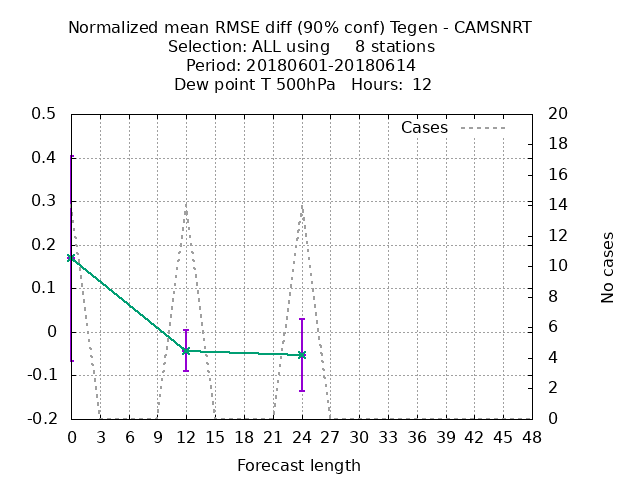 Normalized mean RMSE diff (90% conf) Tegen - CAMSNRT
Selection: ALL using     8 stations
Period: 20180601-20180614
Dew point T 500hPa   Hours:  12
Cases
0.5
0.4
0.3
0.2
0.1
0
-0.1
-0.2
20
18
16
14
12
10
8
6
4
2
0
No cases
0 3 6 9 12 15 18 21 24 27 30 33 36 39 42 45 48
Forecast length